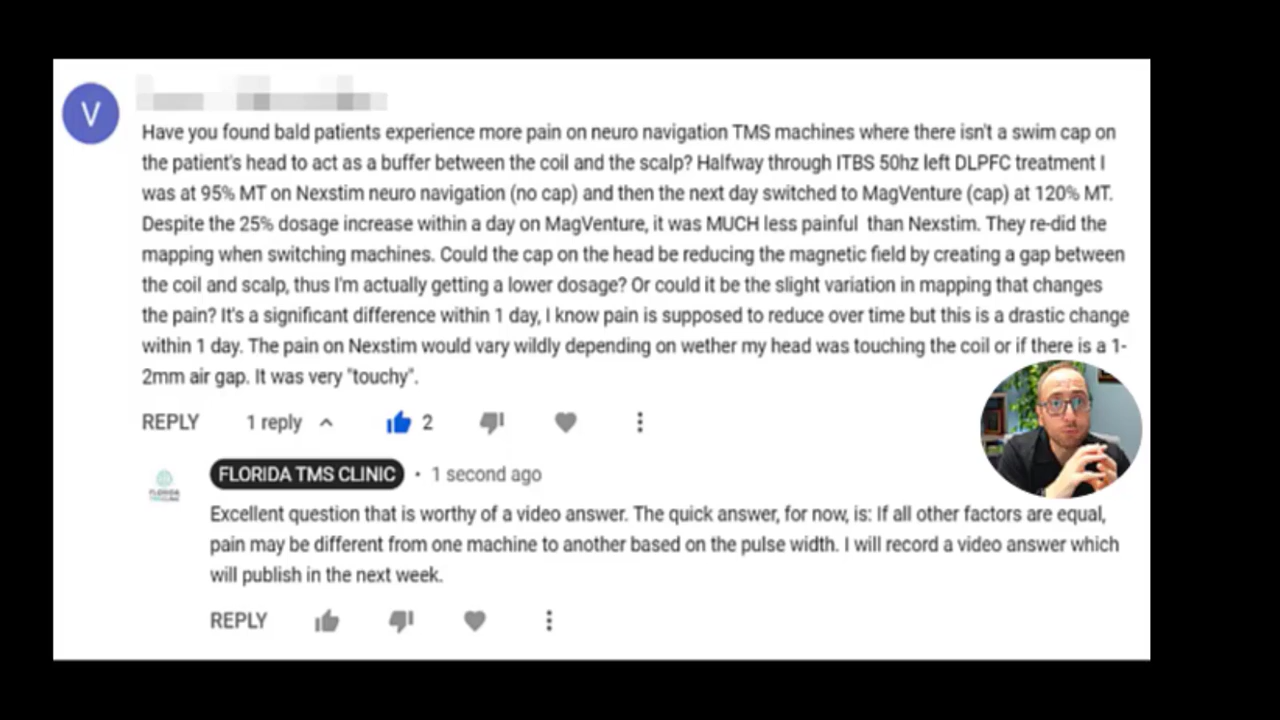 V
Have you found bald patients experience more pain on neuro navigation TMS machines where there isn't a swim cap on
the patient's head to act as a buffer between the coil and the scalp? Halfway through ITBS 50hz left DLPFC treatment I
was at 95% MT on Nexstim neuro navigation (no cap) and then the next day switched to MagVenture (cap) at 120% MT.
Despite the 25% dosage increase within a day on MagVenture, it was MUCH less painful than Nexstim. They re-did the
mapping when switching machines. Could the cap on the head be reducing the magnetic field by creating a gap between
the coil and scalp, thus I'm actually getting a lower dosage? Or could it be the slight variation in mapping that changes
the pain? It's a significant difference within 1 day, I know pain is supposed to reduce over time but this is a drastic change
within 1 day. The pain on Nexstim would vary wildly depending on wether my head was touching the coil or if there is a 1-
2mm air gap. It was very "touchy".
REPLY 1 reply 2
FLORIDA TMS CLINIC • 1 second ago
FLORIDA
Excellent question that is worthy of a video answer. The quick answer, for now, is: If all other factors are equal,
pain may be different from one machine to another based on the pulse width. I will record a video answer which
will publish in the next week.
REPLY